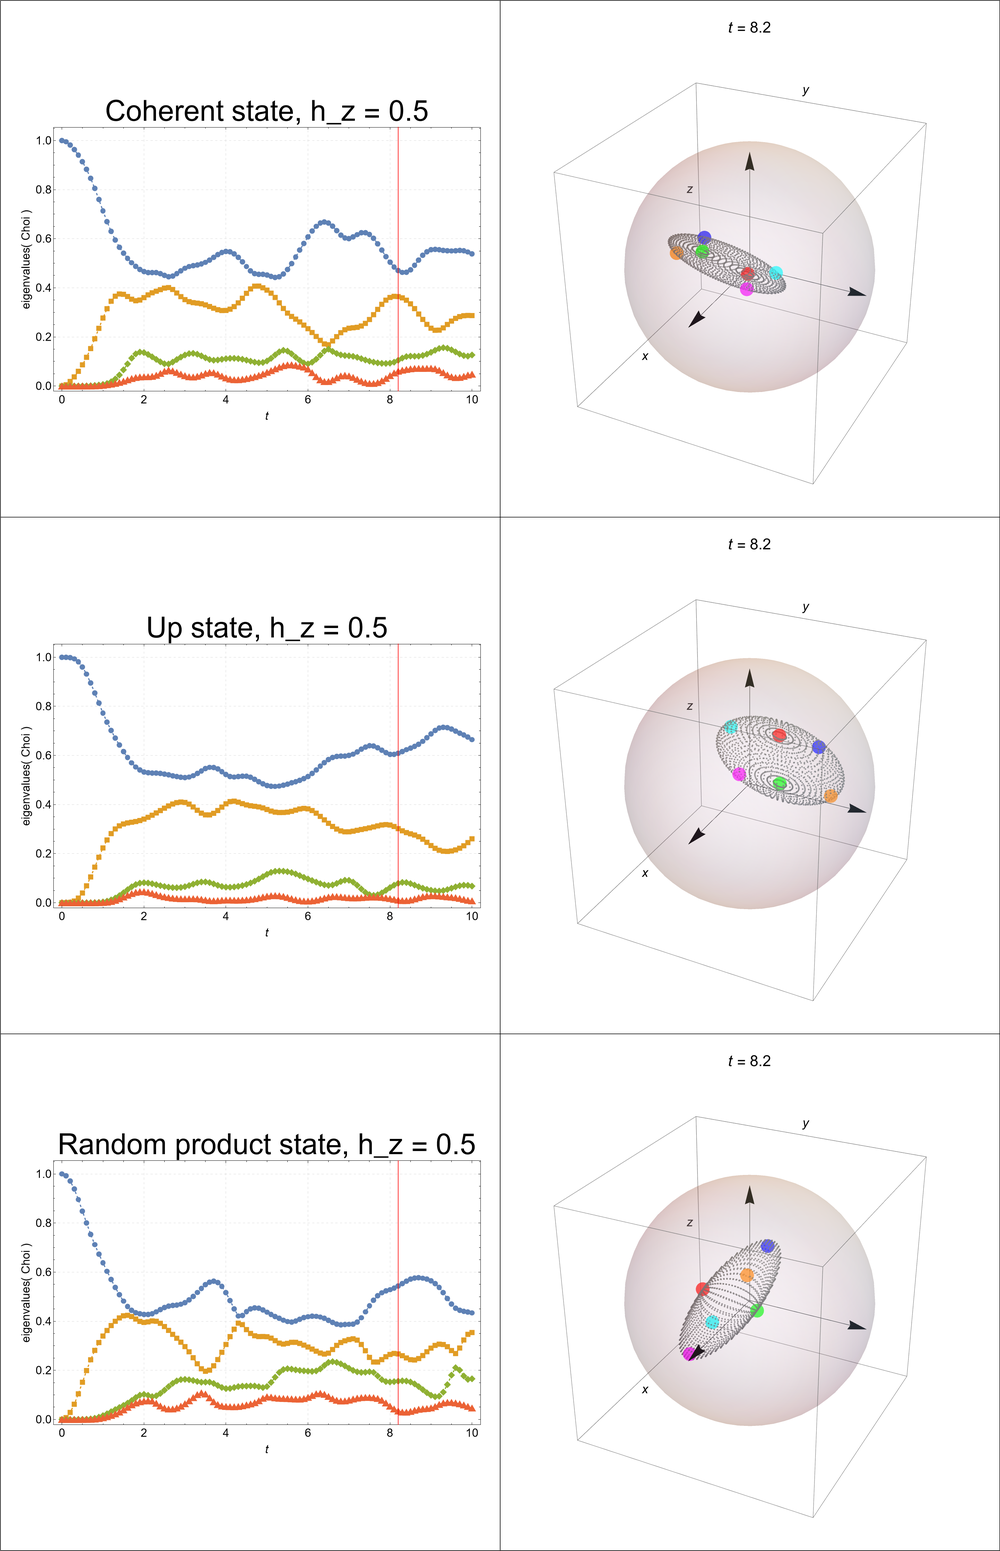 t = 8.2
Coherent state, h_z = 0.5
eigenvalues( Choi )
1.0
0.8
0.6
0.4
0.2
0.0
0 2 4 6 8 10
t
y
z
x
t = 8.2
Up state, h_z = 0.5
eigenvalues( Choi )
1.0
0.8
0.6
0.4
0.2
0.0
0 2 4 6 8 10
t
y
z
x
t = 8.2
Random product state, h_z = 0.5
eigenvalues( Choi )
1.0
0.8
0.6
0.4
0.2
0.0
0 2 4 6 8 10
t
y
z
x